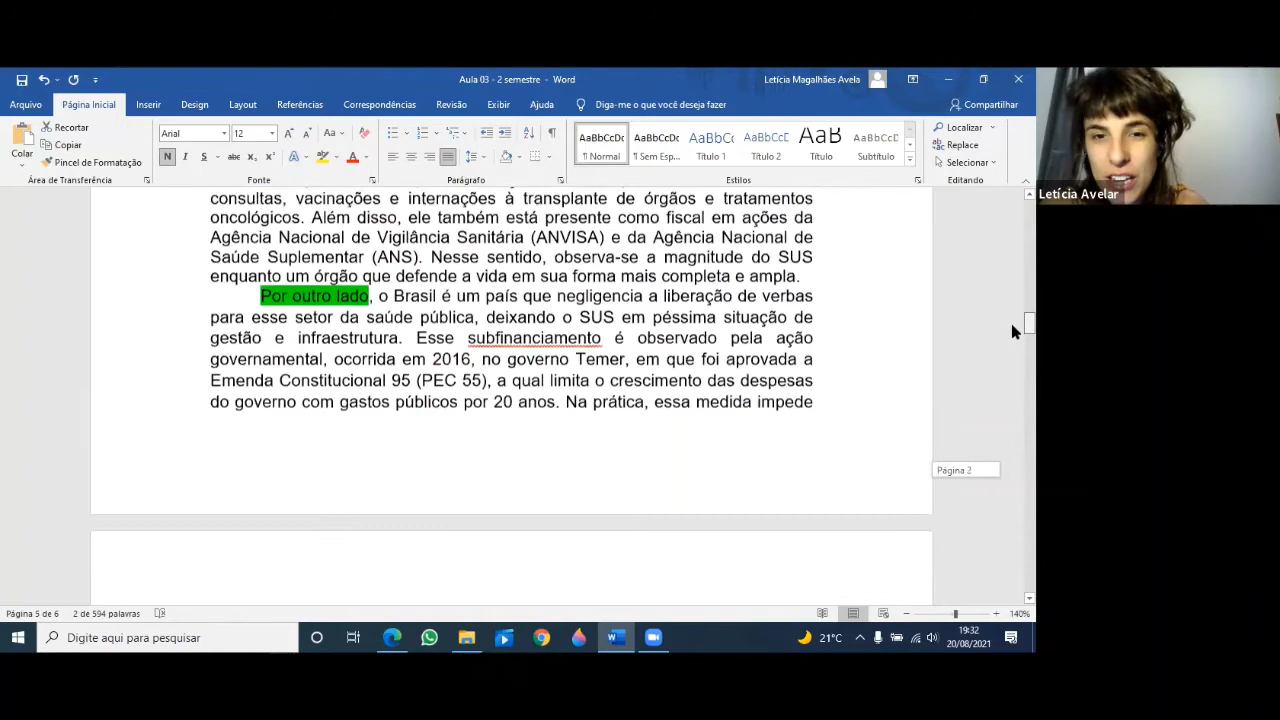 Aula 03 - 2 semestre - Word
Letícia Magalhães Avela
Arquivo Página Inicial Inserir Design Layout Referências Correspondências Revisão Exibir Ajuda Diga-me o que você deseja fazer Compartilhar
Colar
Recortar
Copiar
Pincel de Formatação
Área de Transferência
Arial 12
Aa
N I S abc x₂ x²
Fonte
Parágrafo
AaBbCcDc AaBbCcDc AaBbCcI AaBbCcD AaB AaBbCcD
¶ Normal ¶ Sem Esp... Título 1 Título 2 Título Subtítulo
Estilos
Localizar
Replace
Selecionar
Editando
Letícia Avelar
consultas, vacinações e internações à transplante de órgãos e tratamentos
oncológicos. Além disso, ele também está presente como fiscal em ações da
Agência Nacional de Vigilância Sanitária (ANVISA) e da Agência Nacional de
Saúde Suplementar (ANS). Nesse sentido, observa-se a magnitude do SUS
enquanto um órgão que defende a vida em sua forma mais completa e ampla.
Por outro lado, o Brasil é um país que negligencia a liberação de verbas
para esse setor da saúde pública, deixando o SUS em péssima situação de
gestão e infraestrutura. Esse subfinanciamento é observado pela ação
governamental, ocorrida em 2016, no governo Temer, em que foi aprovada a
Emenda Constitucional 95 (PEC 55), a qual limita o crescimento das despesas
do governo com gastos públicos por 20 anos. Na prática, essa medida impede
Página 2
Página 5 de 6 2 de 594 palavras 140%
Digite aqui para pesquisar
21°C
19:32
20/08/2021